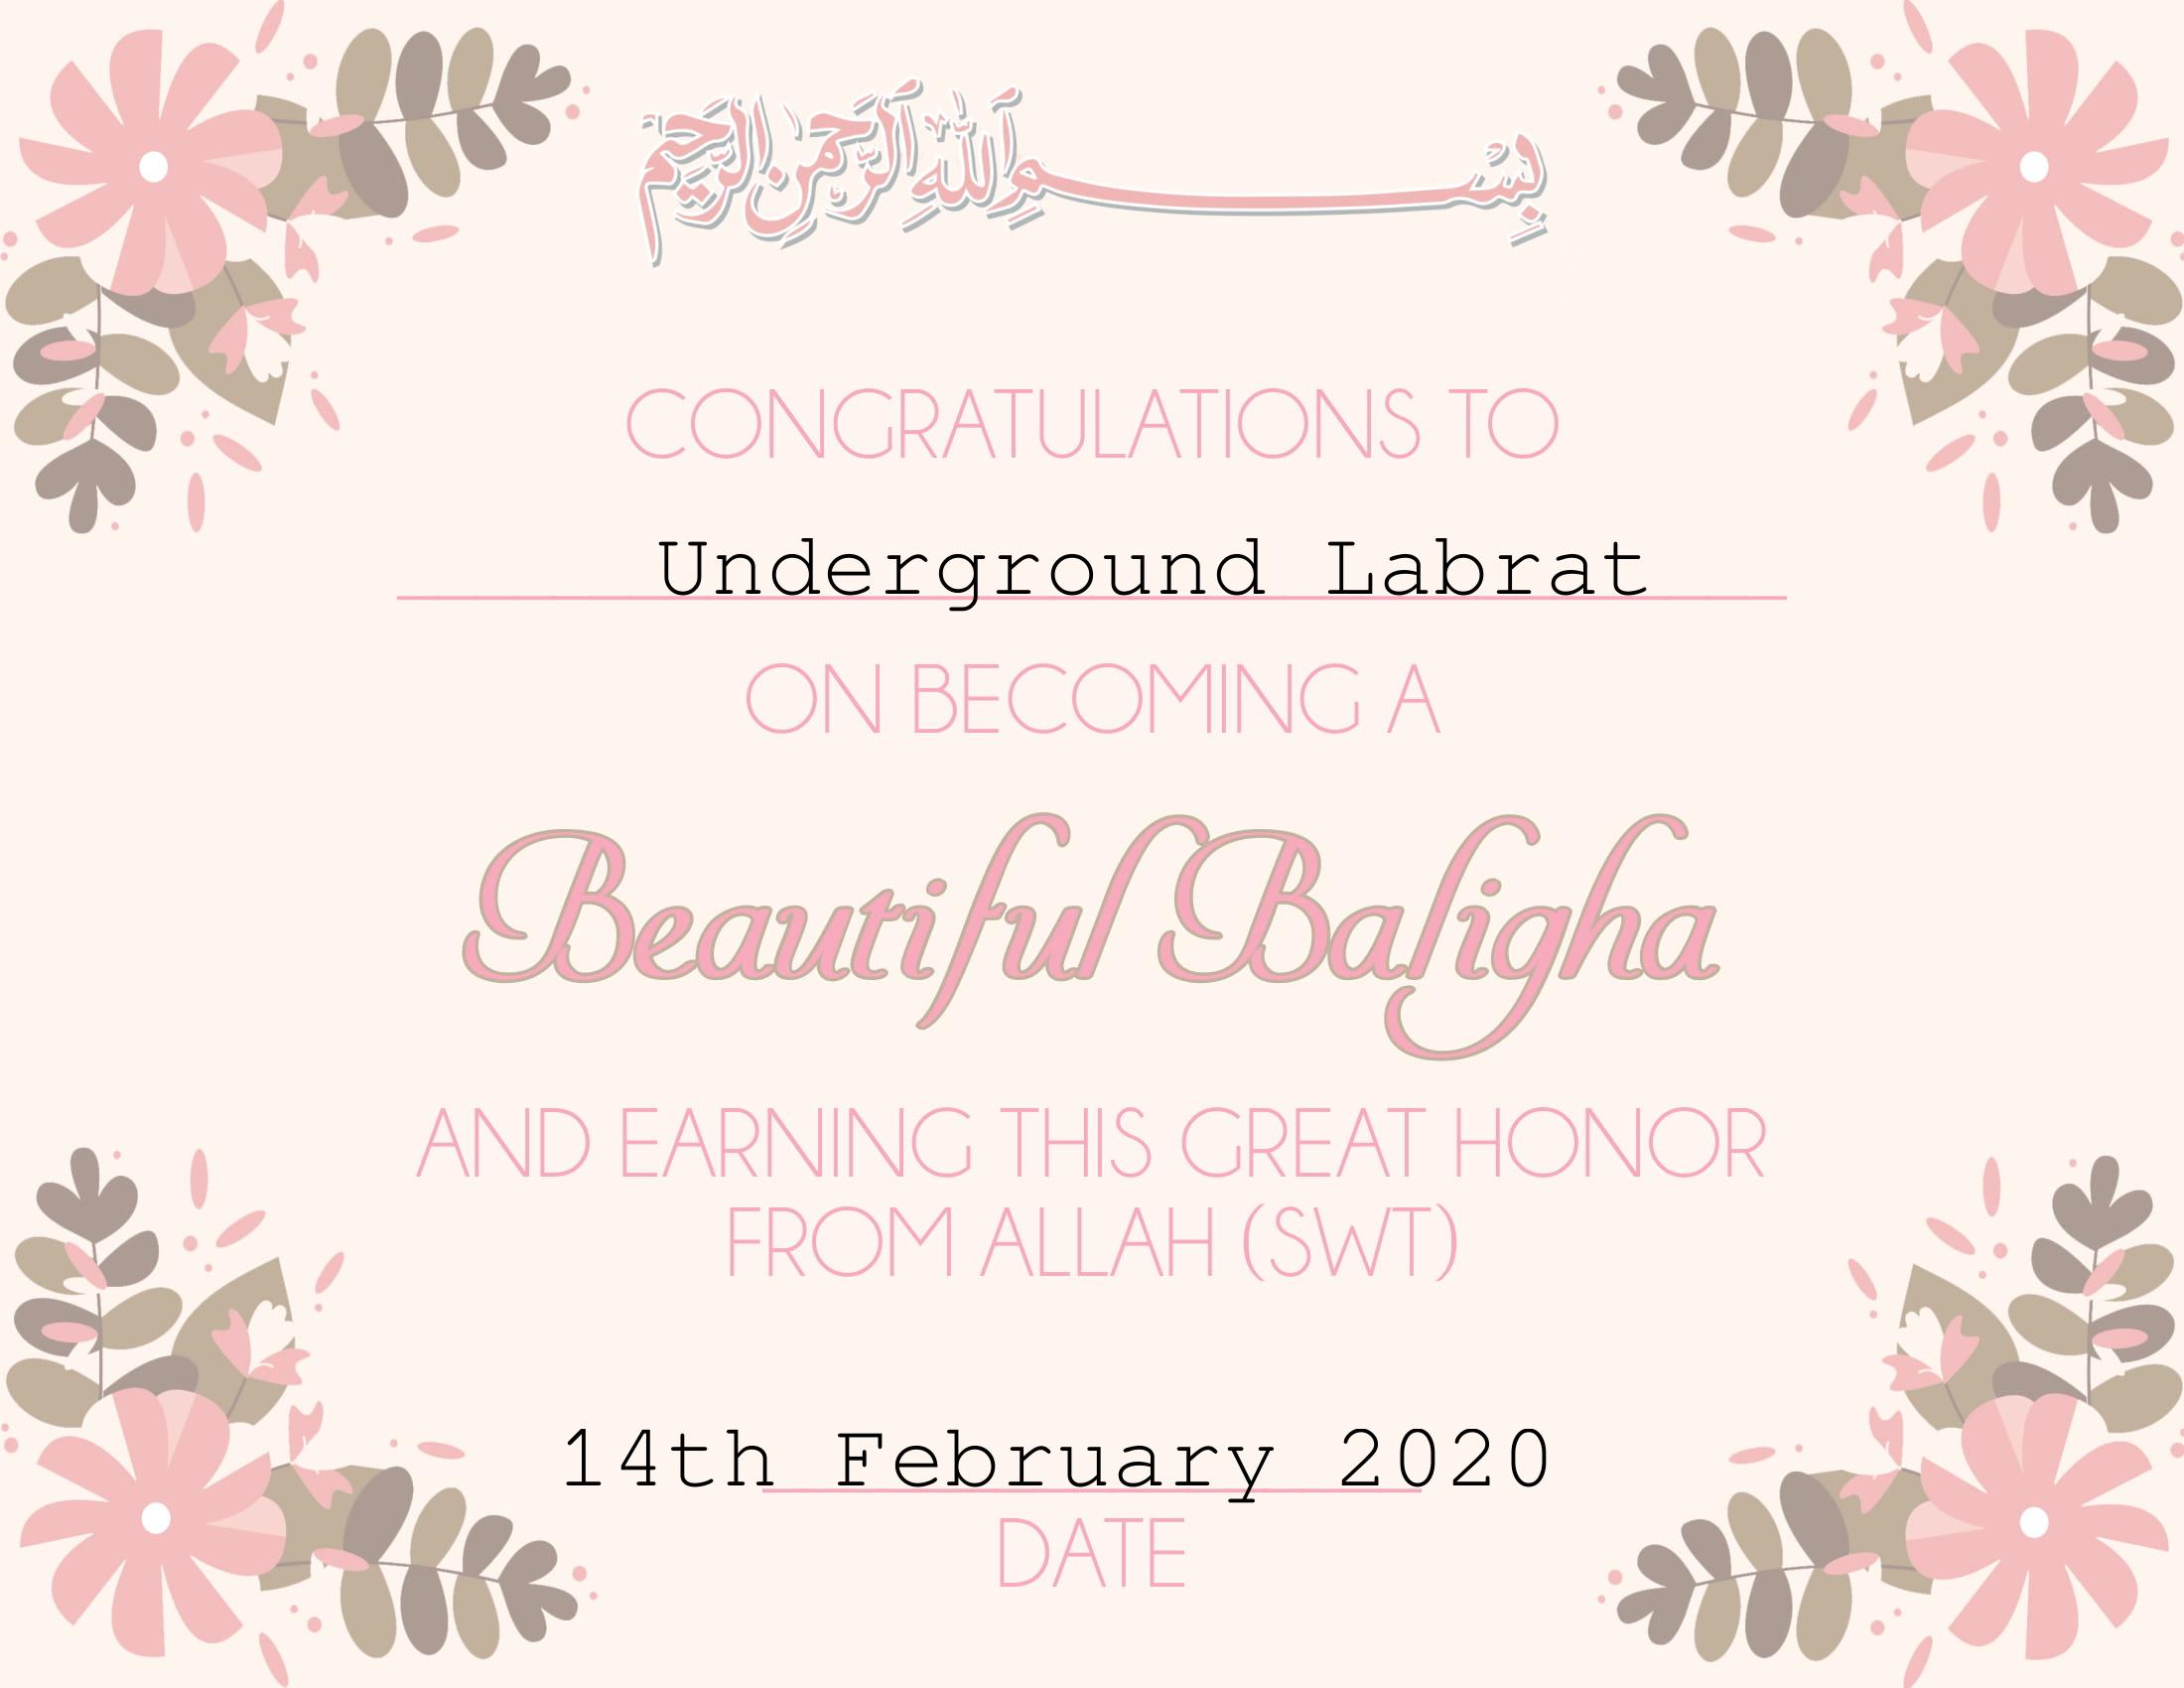 بِسْمِ اللهِ الرَّحْمٰنِ الرَّحِيْمِ
CONGRATULATIONS TO
Underground Labrat
ON BECOMING A
Beautiful Baligha
AND EARNING THIS GREAT HONOR
FROM ALLAH (SWT)
14th February 2020
DATE